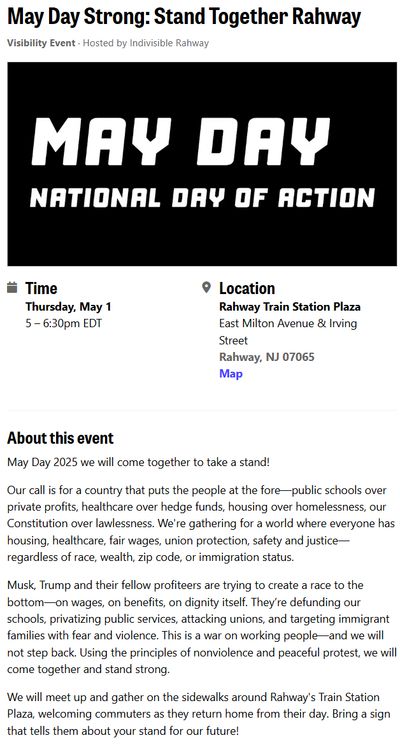 May Day Strong: Stand Together Rahway
Visibility Event · Hosted by Indivisible Rahway
MAY DAY
NATIONAL DAY OF ACTION
Time
Thursday, May 1
5 – 6:30pm EDT
Location
Rahway Train Station Plaza
East Milton Avenue & Irving
Street
Rahway, NJ 07065
Map
About this event
May Day 2025 we will come together to take a stand!
Our call is for a country that puts the people at the fore—public schools over
private profits, healthcare over hedge funds, housing over homelessness, our
Constitution over lawlessness. We're gathering for a world where everyone has
housing, healthcare, fair wages, union protection, safety and justice—
regardless of race, wealth, zip code, or immigration status.
Musk, Trump and their fellow profiteers are trying to create a race to the
bottom—on wages, on benefits, on dignity itself. They're defunding our
schools, privatizing public services, attacking unions, and targeting immigrant
families with fear and violence. This is a war on working people—and we will
not step back. Using the principles of nonviolence and peaceful protest, we will
come together and stand strong.
We will meet up and gather on the sidewalks around Rahway's Train Station
Plaza, welcoming commuters as they return home from their day. Bring a sign
that tells them about your stand for our future!